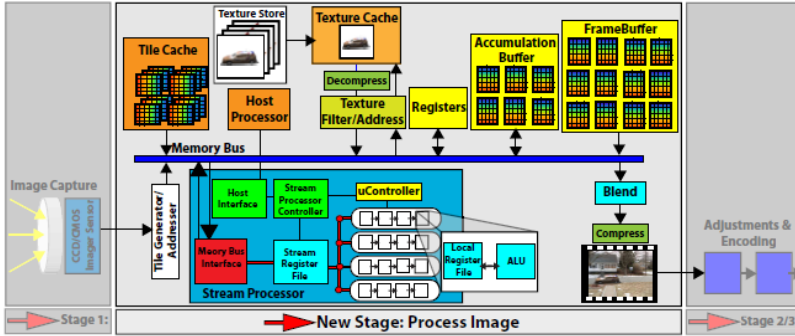 Texture Store
Texture Cache
FrameBuffer
Tile Cache
Accumulation
Buffer
Decompress
Host
Processor
Texture
Filter/Address
Registers
Memory Bus
Image Capture
CCD/CMOS
Imager Sensor
Tile Generator/
Addresser
Host
Interface
Stream
Processor
Controller
uController
Blend
Compress
Adjustments &
Encoding
Meory Bus
Interface
Stream
Register
File
Local
Register
File
ALU
Stream Processor
Stage 1:
New Stage: Process Image
Stage 2/3